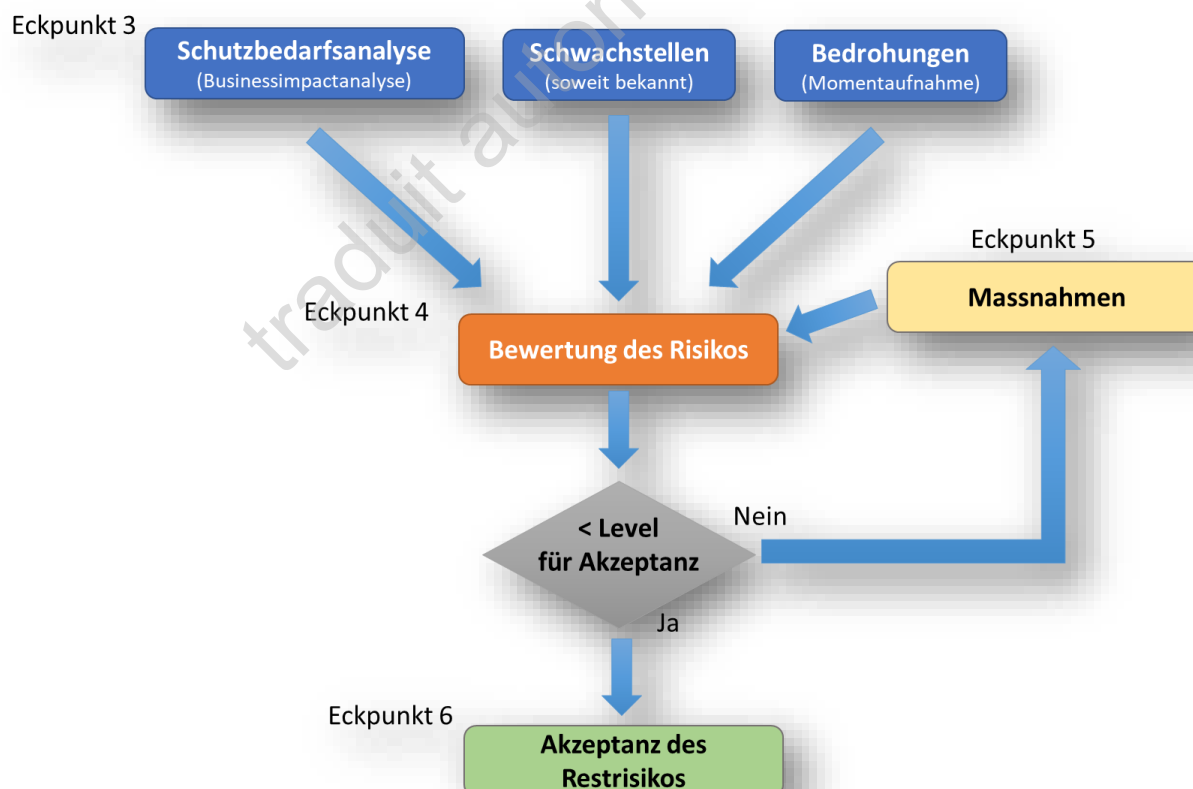 Eckpunkt 3
Schutzbedarfsanalyse
(Businessimpactanalyse)
Schwachstellen
(soweit bekannt)
Bedrohungen
(Momentaufnahme)
Eckpunkt 5
Massnahmen
Eckpunkt 4
Bewertung des Risikos
< Level
für Akzeptanz
Nein
Ja
Eckpunkt 6
Akzeptanz des
Restrisikos
traduit